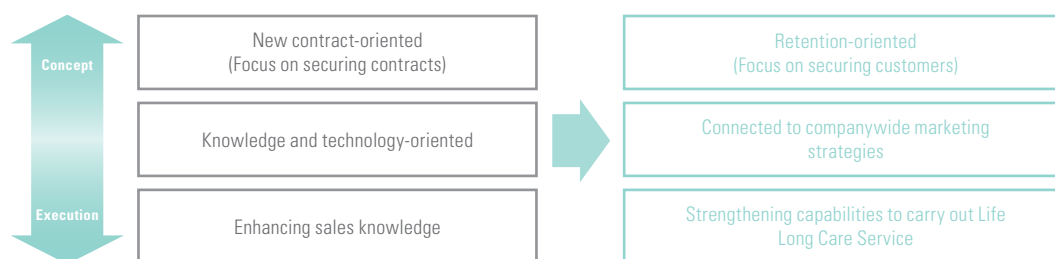 Concept
New contract-oriented
(Focus on securing contracts)
Retention-oriented
(Focus on securing customers)
Knowledge and technology-oriented
Connected to companywide marketing
strategies
Execution
Enhancing sales knowledge
Strengthening capabilities to carry out Life
Long Care Service